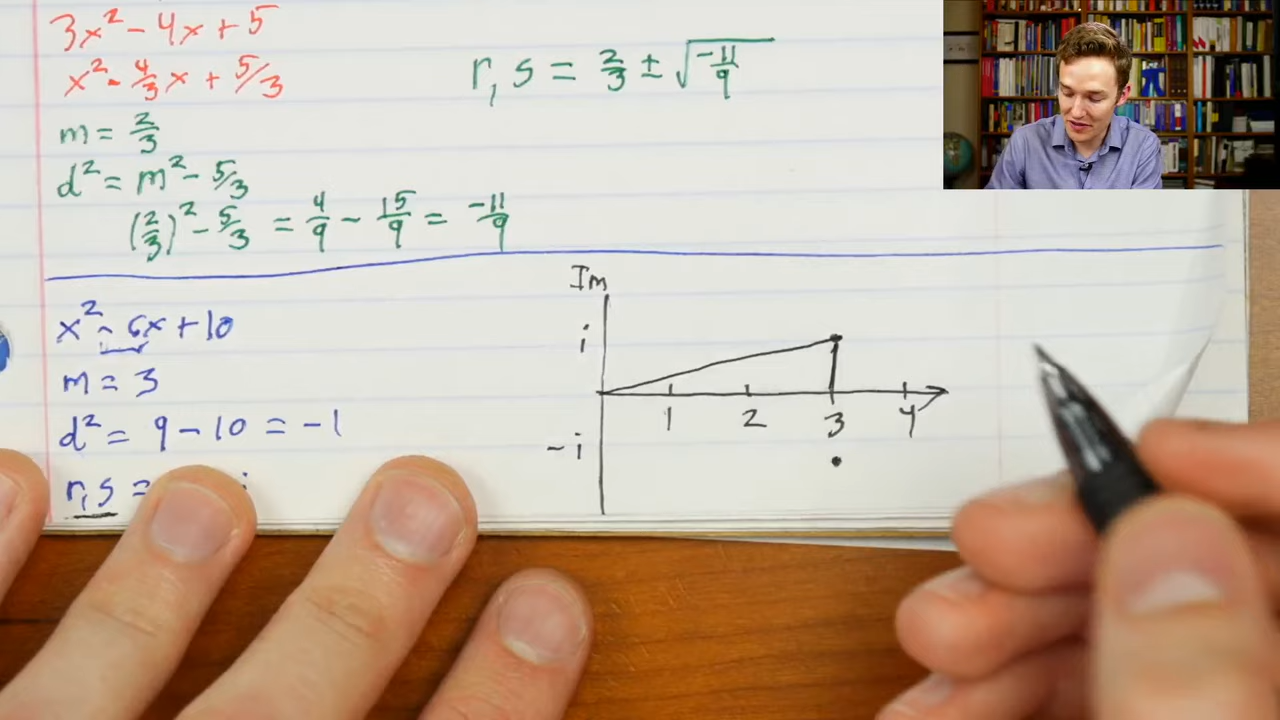 3x² - 4x + 5
x² - 4/3 x + 5/3
m = 2/3
d² = m² - 5/3
(2/3)² - 5/3 = 4/9 - 15/9 = -11/9
r, s = 2/3 ± √-11/9
x² - 6x + 10
m = 3
d² = 9 - 10 = -1
r, s = i
Im
i
1 2 3 4
-i